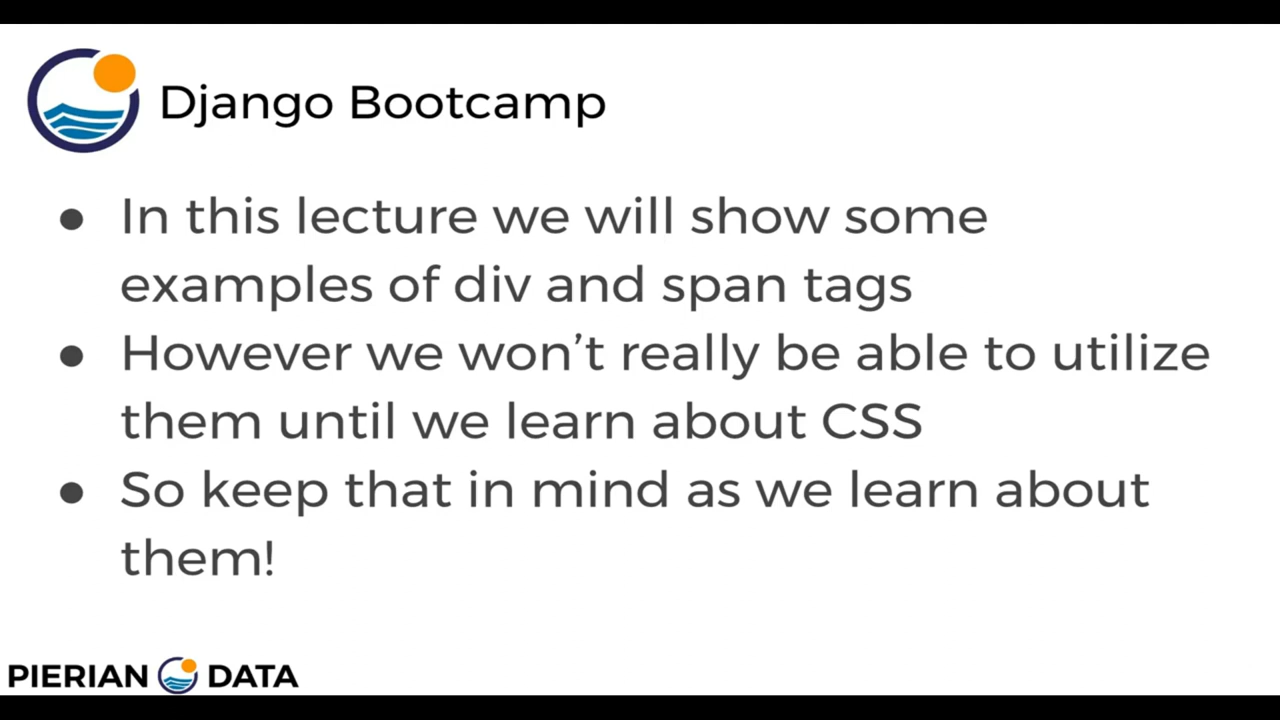 Django Bootcamp
● In this lecture we will show some
examples of div and span tags
● However we won’t really be able to utilize
them until we learn about CSS
● So keep that in mind as we learn about
them!
PIERIAN DATA